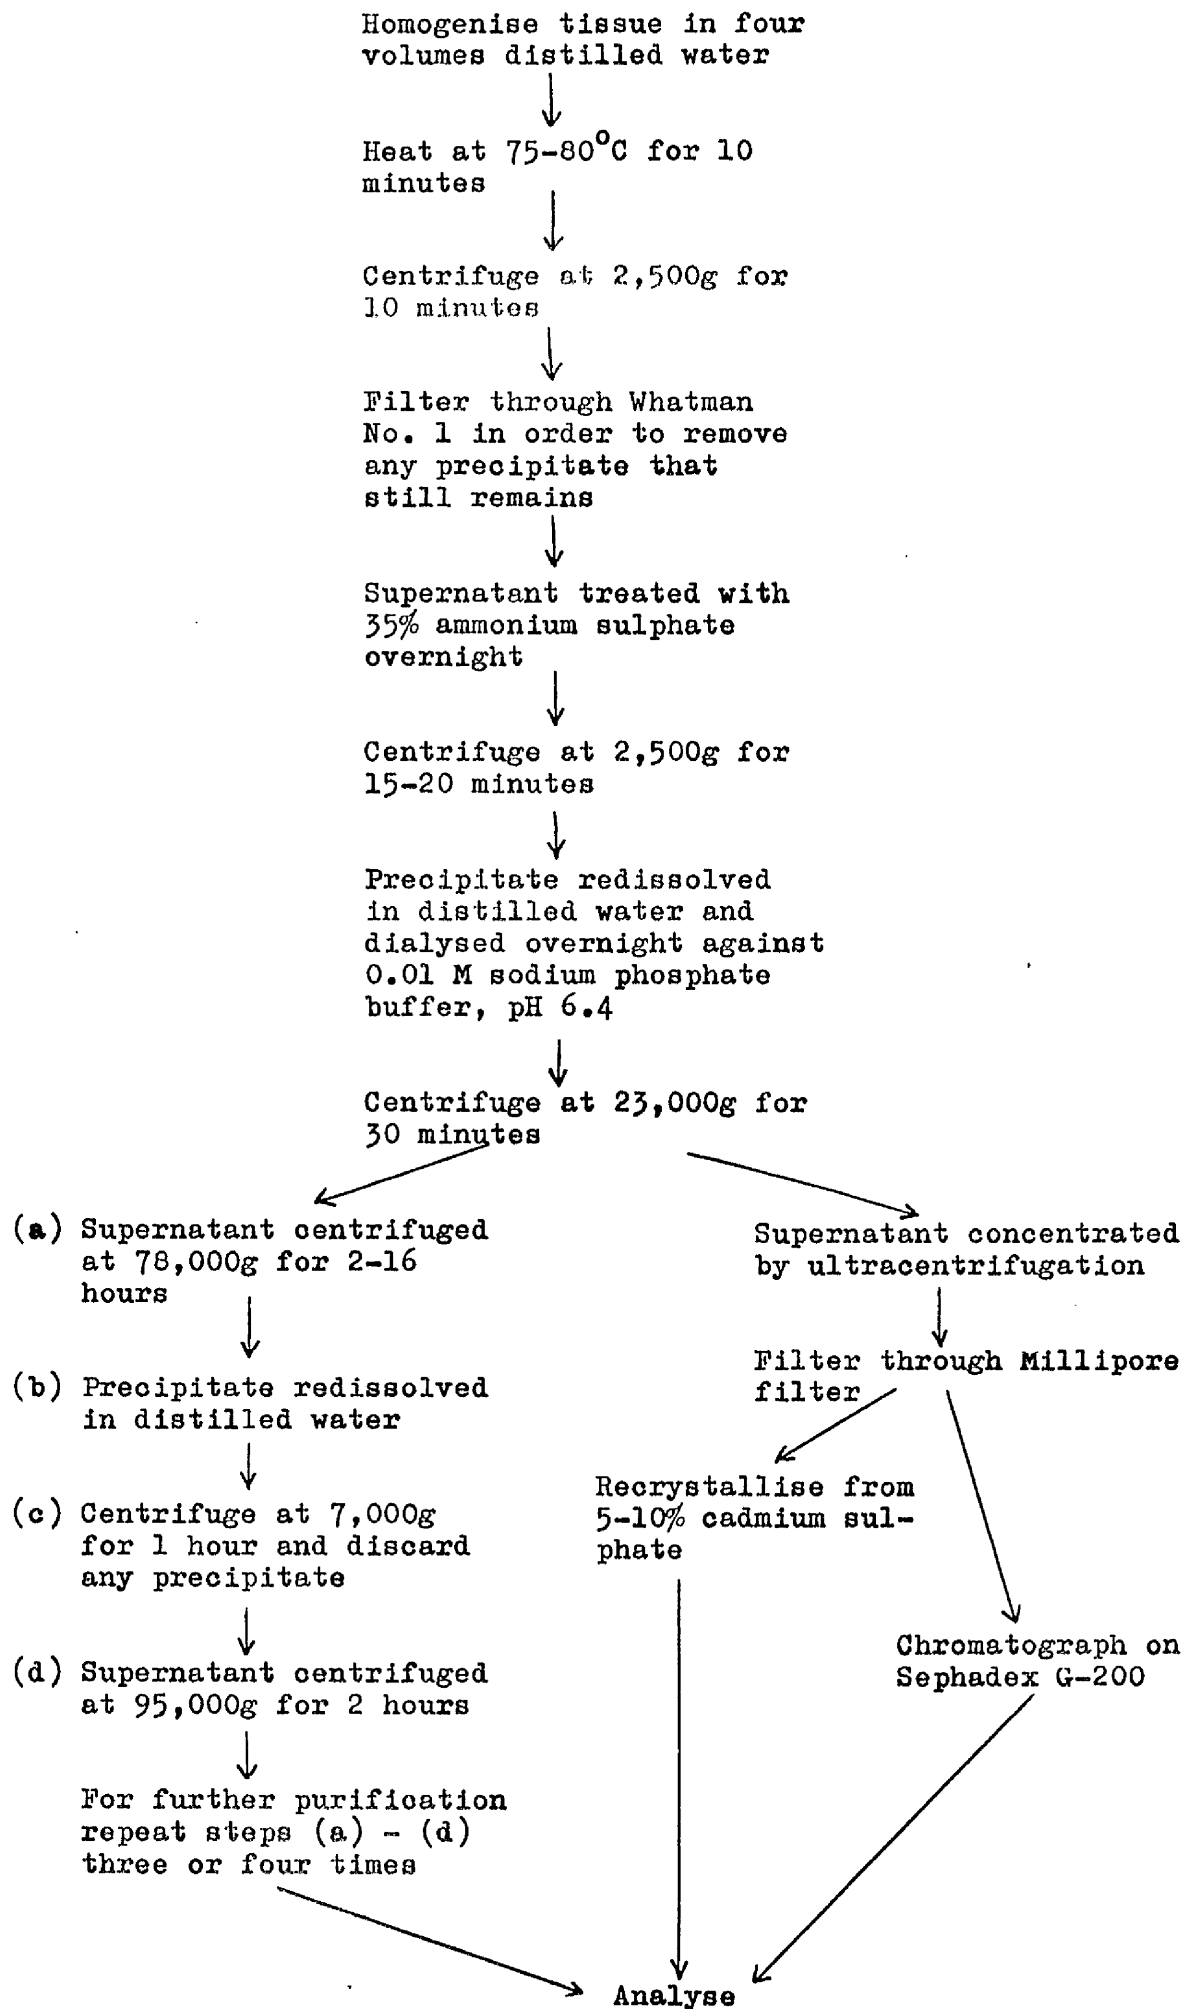 Homogenise tissue in four
volumes distilled water
Heat at 75-80°C for 10
minutes
Centrifuge at 2,500g for
10 minutes
Filter through Whatman
No. 1 in order to remove
any precipitate that
still remains
Supernatant treated with
35% ammonium sulphate
overnight
Centrifuge at 2,500g for
15-20 minutes
Precipitate redissolved
in distilled water and
dialysed overnight against
0.01 M sodium phosphate
buffer, pH 6.4
Centrifuge at 23,000g for
30 minutes
(a) Supernatant centrifuged
at 78,000g for 2-16
hours
(b) Precipitate redissolved
in distilled water
(c) Centrifuge at 7,000g
for 1 hour and discard
any precipitate
(d) Supernatant centrifuged
at 95,000g for 2 hours
For further purification
repeat steps (a) - (d)
three or four times
Supernatant concentrated
by ultracentrifugation
Filter through Millipore
filter
Recrystallise from
5-10% cadmium sul-
phate
Chromatograph on
Sephadex G-200
Analyse